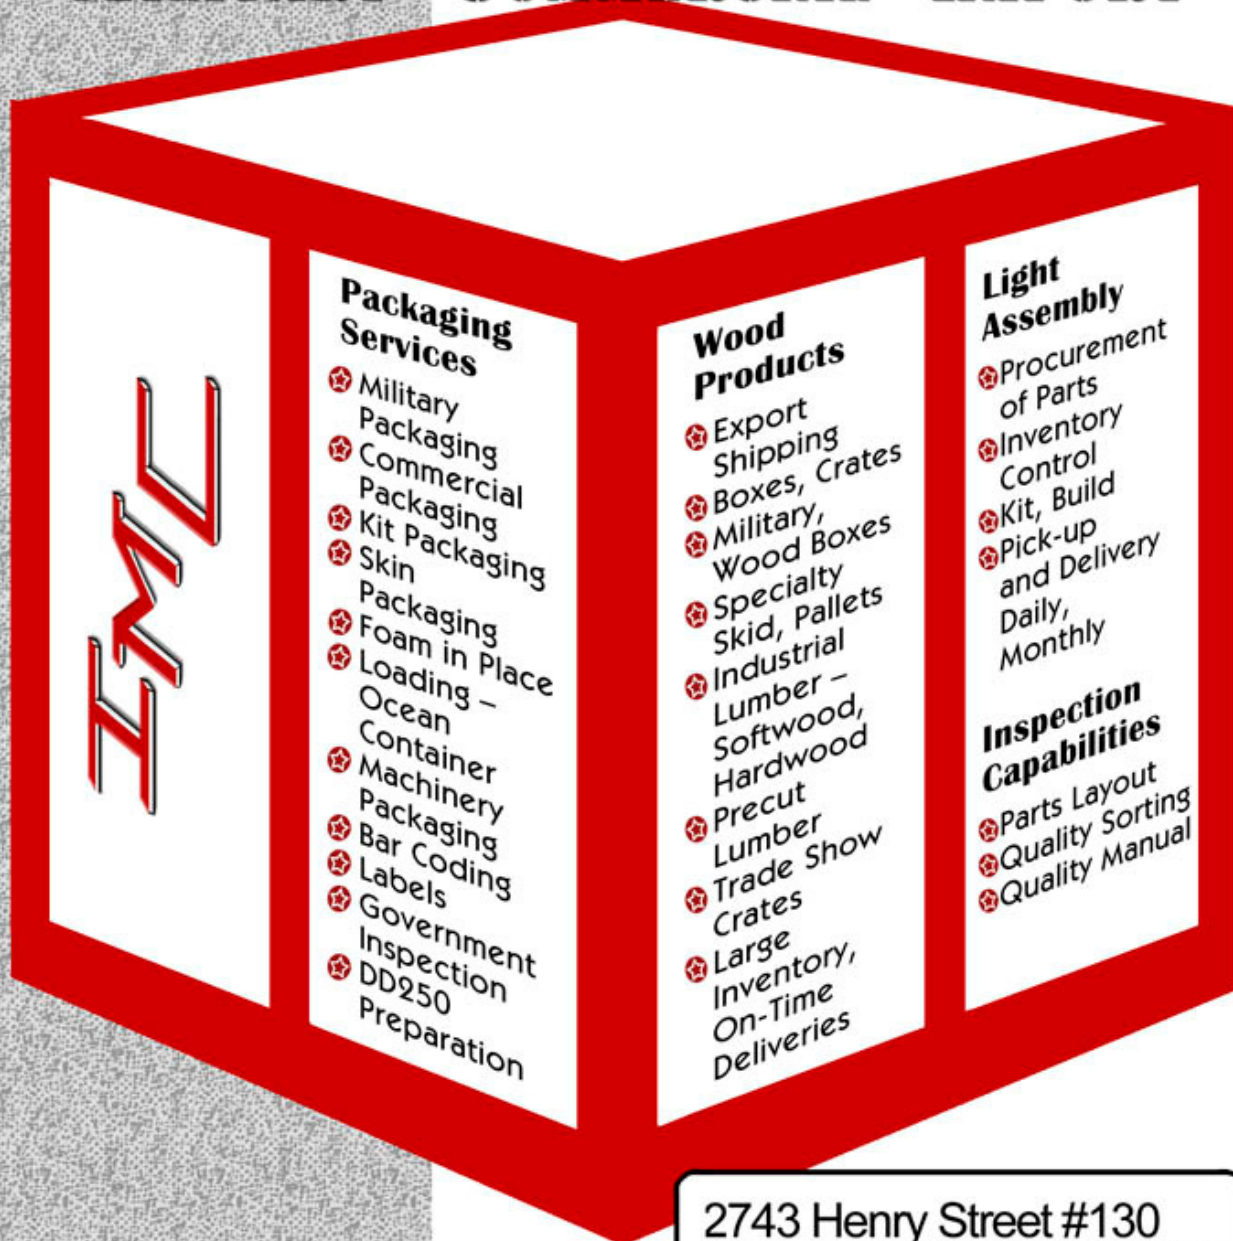 IMC
Packaging
Services
Military
Packaging
Commercial
Packaging
Kit Packaging
Skin
Packaging
Foam in Place
Loading –
Ocean
Container
Machinery
Packaging
Bar Coding
Labels
Government
Inspection
DD250
Preparation
Wood
Products
Export
Shipping
Boxes, Crates
Military,
Wood Boxes
Specialty
Skid, Pallets
Industrial
Lumber –
Softwood,
Hardwood
Precut
Lumber
Trade Show
Crates
Large
Inventory,
On-Time
Deliveries
Light
Assembly
Procurement
of Parts
Inventory
Control
Kit, Build
Pick-up
and Delivery
Daily,
Monthly
Inspection
Capabilities
Parts Layout
Quality Sorting
Quality Manual
2743 Henry Street #130